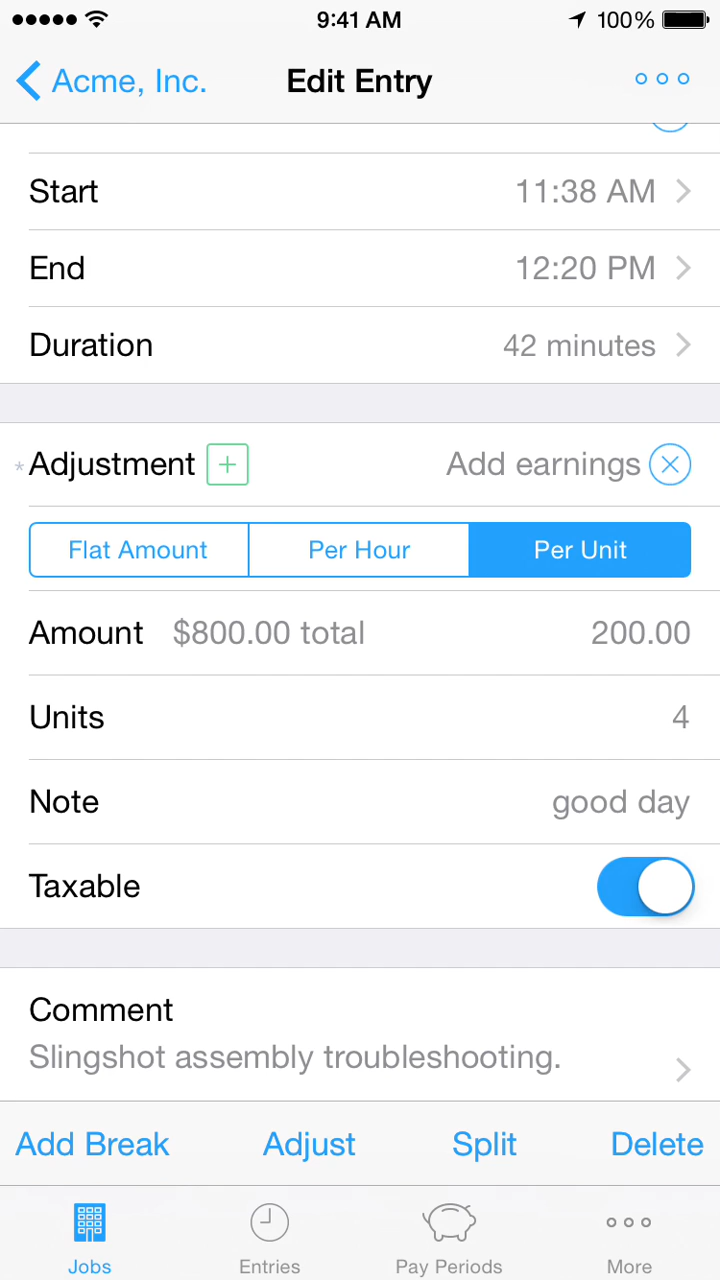 9:41 AM 100%
Acme, Inc. Edit Entry
Start 11:38 AM
End 12:20 PM
Duration 42 minutes
*Adjustment + Add earnings
Flat Amount Per Hour Per Unit
Amount $800.00 total 200.00
Units 4
Note good day
Taxable
Comment
Slingshot assembly troubleshooting.
Add Break Adjust Split Delete
Jobs Entries Pay Periods More